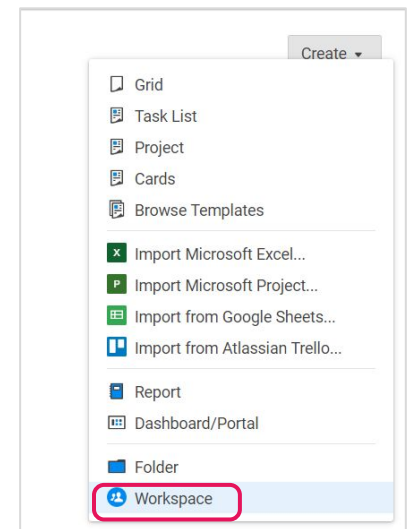 Create
Grid
Task List
Project
Cards
Browse Templates
Import Microsoft Excel...
Import Microsoft Project...
Import from Google Sheets...
Import from Atlassian Trello...
Report
Dashboard/Portal
Folder
Workspace